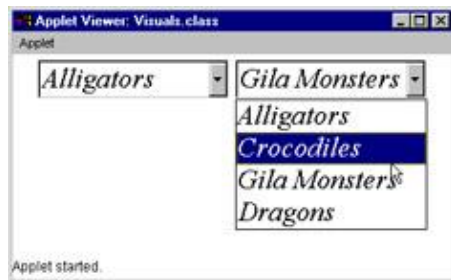 Applet Viewer: Visuals.class
Applet
Alligators Gila Monsters
Alligators
Crocodiles
Gila Monsters
Dragons
Applet started.